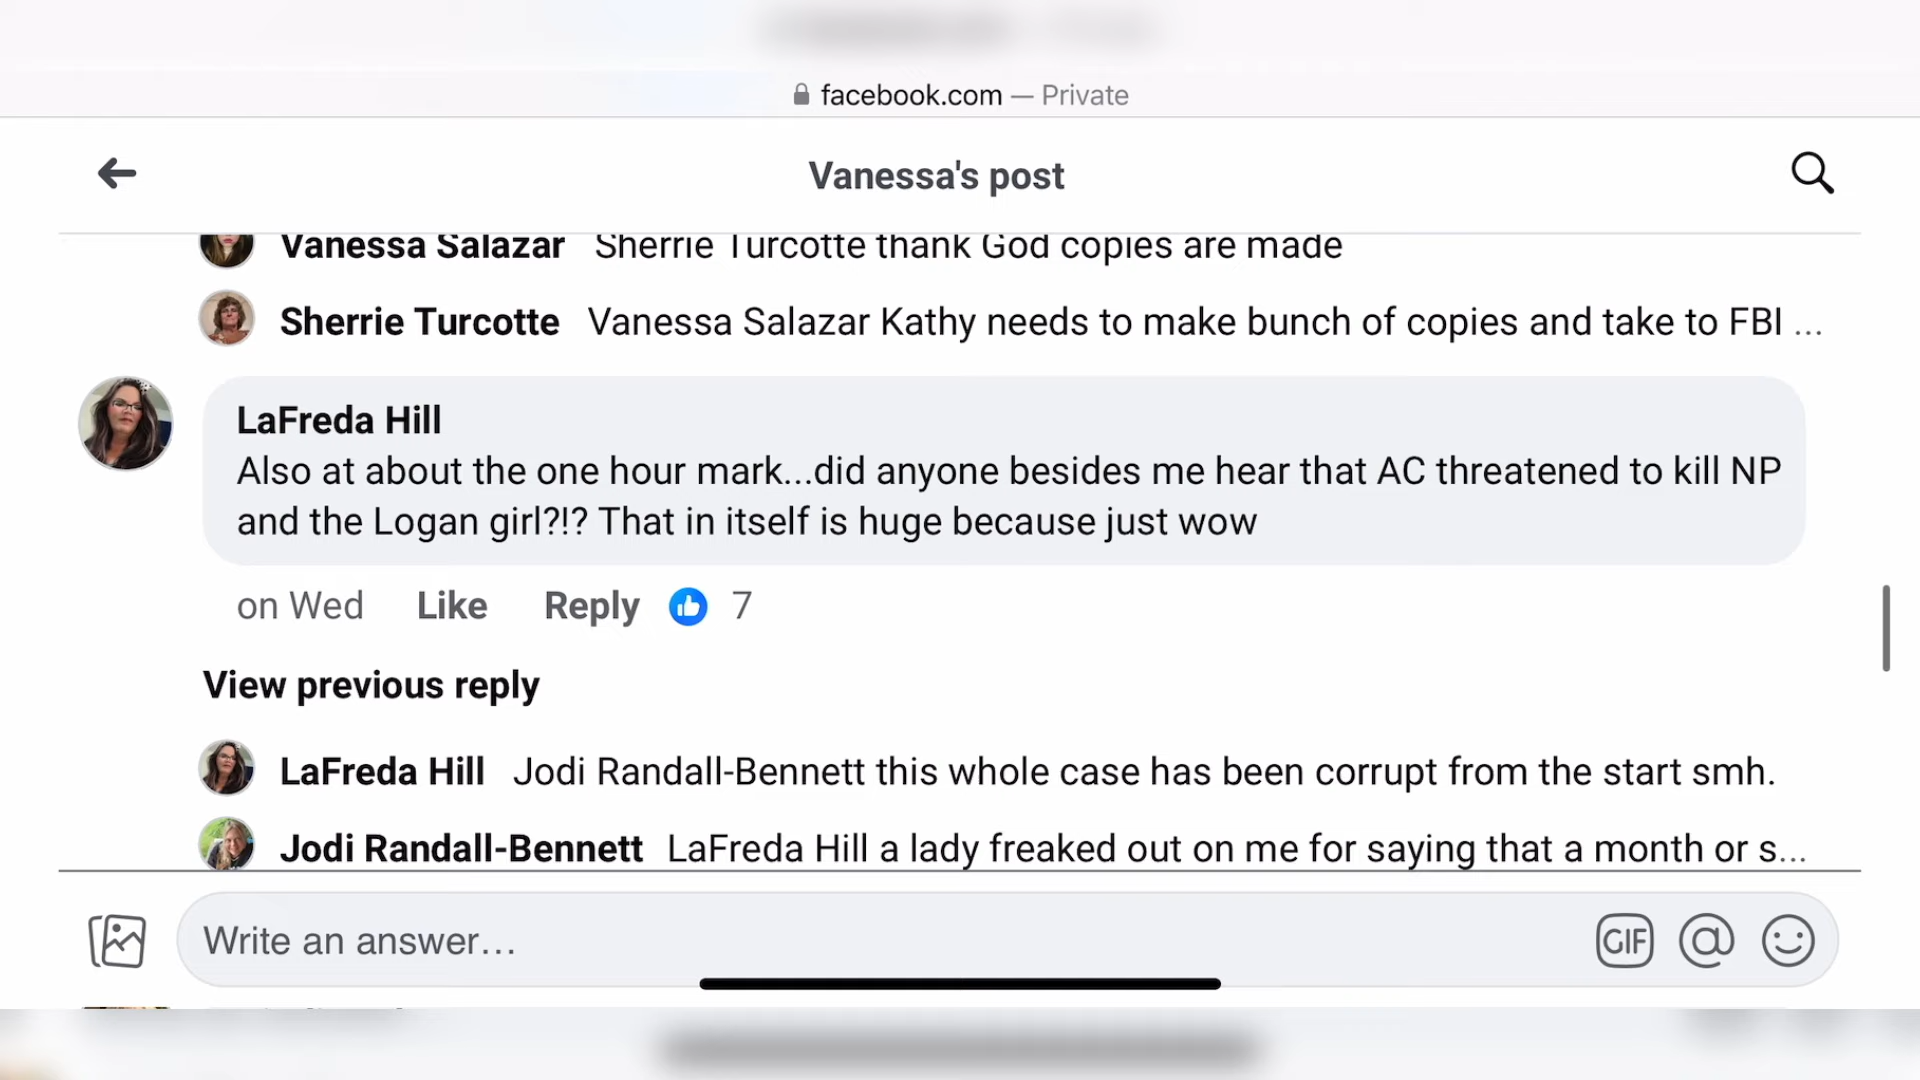 facebook.com — Private
Vanessa's post
Vanessa Salazar Sherrie Turcotte thank God copies are made
Sherrie Turcotte Vanessa Salazar Kathy needs to make bunch of copies and take to FBI ...
LaFreda Hill
Also at about the one hour mark...did anyone besides me hear that AC threatened to kill NP
and the Logan girl?!? That in itself is huge because just wow
on Wed Like Reply 7
View previous reply
LaFreda Hill Jodi Randall-Bennett this whole case has been corrupt from the start smh.
Jodi Randall-Bennett LaFreda Hill a lady freaked out on me for saying that a month or s...
Write an answer... GIF @